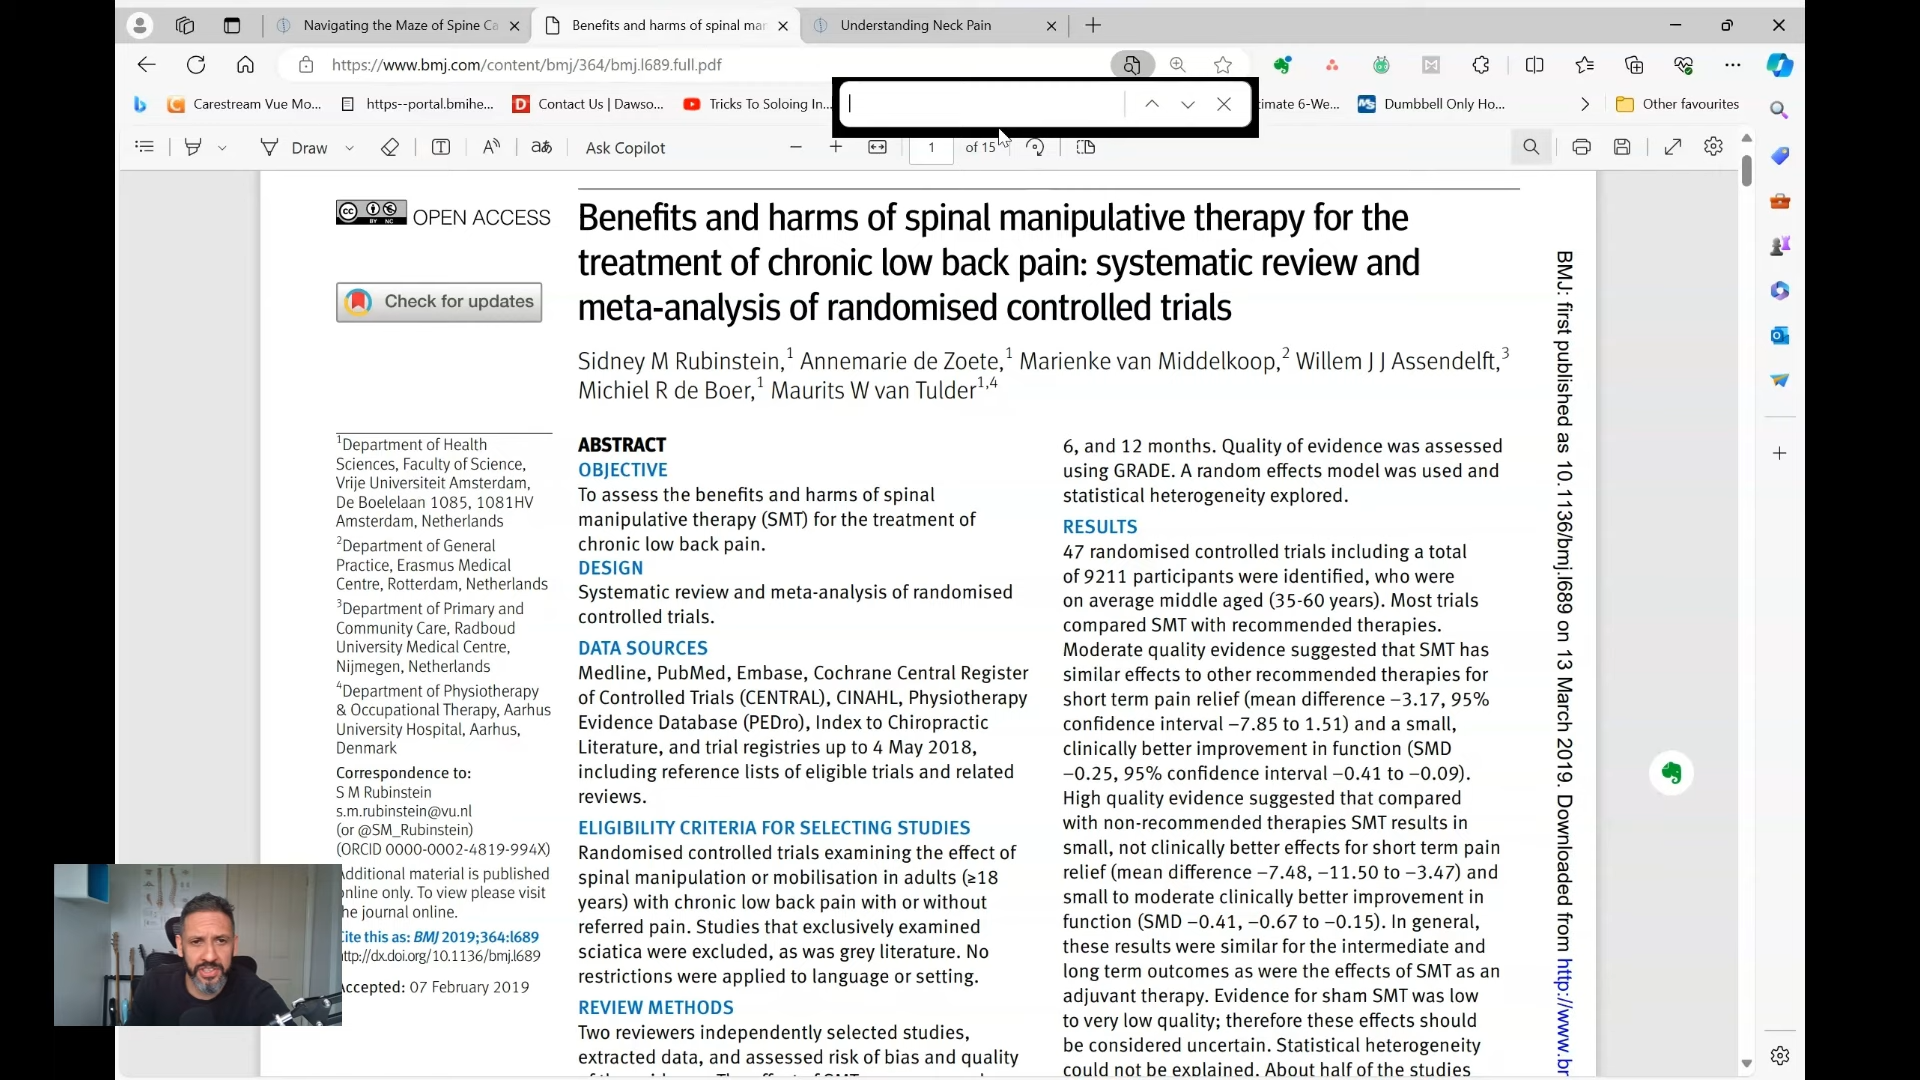 Navigating the Maze of Spine Ca
Benefits and harms of spinal mar
Understanding Neck Pain
https://www.bmj.com/content/bmj/364/bmj.l689.full.pdf
Carestream Vue Mo...
https--portal.bmihe...
Contact Us | Dawso...
Tricks To Soloing In...
timate 6-We...
Dumbbell Only Ho...
Other favourites
Draw
Ask Copilot
1
of 15
OPEN ACCESS
BY NC
Check for updates
Benefits and harms of spinal manipulative therapy for the
treatment of chronic low back pain: systematic review and
meta-analysis of randomised controlled trials
Sidney M Rubinstein,1 Annemarie de Zoete,1 Marienke van Middelkoop,2 Willem J J Assendelft,3
Michiel R de Boer,1 Maurits W van Tulder1,4
1Department of Health
Sciences, Faculty of Science,
Vrije Universiteit Amsterdam,
De Boelelaan 1085, 1081HV
Amsterdam, Netherlands
2Department of General
Practice, Erasmus Medical
Centre, Rotterdam, Netherlands
3Department of Primary and
Community Care, Radboud
University Medical Centre,
Nijmegen, Netherlands
4Department of Physiotherapy
& Occupational Therapy, Aarhus
University Hospital, Aarhus,
Denmark
Correspondence to:
S M Rubinstein
s.m.rubinstein@vu.nl
(or @SM_Rubinstein)
(ORCID 0000-0002-4819-994X)
Additional material is published
online only. To view please visit
the journal online.
Cite this as: BMJ 2019;364:l689
http://dx.doi.org/10.1136/bmj.l689
Accepted: 07 February 2019
ABSTRACT
OBJECTIVE
To assess the benefits and harms of spinal
manipulative therapy (SMT) for the treatment of
chronic low back pain.
DESIGN
Systematic review and meta-analysis of randomised
controlled trials.
DATA SOURCES
Medline, PubMed, Embase, Cochrane Central Register
of Controlled Trials (CENTRAL), CINAHL, Physiotherapy
Evidence Database (PEDro), Index to Chiropractic
Literature, and trial registries up to 4 May 2018,
including reference lists of eligible trials and related
reviews.
ELIGIBILITY CRITERIA FOR SELECTING STUDIES
Randomised controlled trials examining the effect of
spinal manipulation or mobilisation in adults (≥18
years) with chronic low back pain with or without
referred pain. Studies that exclusively examined
sciatica were excluded, as was grey literature. No
restrictions were applied to language or setting.
REVIEW METHODS
Two reviewers independently selected studies,
extracted data, and assessed risk of bias and quality
6, and 12 months. Quality of evidence was assessed
using GRADE. A random effects model was used and
statistical heterogeneity explored.
RESULTS
47 randomised controlled trials including a total
of 9211 participants were identified, who were
on average middle aged (35-60 years). Most trials
compared SMT with recommended therapies.
Moderate quality evidence suggested that SMT has
similar effects to other recommended therapies for
short term pain relief (mean difference −3.17, 95%
confidence interval −7.85 to 1.51) and a small,
clinically better improvement in function (SMD
−0.25, 95% confidence interval −0.41 to −0.09).
High quality evidence suggested that compared
with non-recommended therapies SMT results in
small, not clinically better effects for short term pain
relief (mean difference −7.48, −11.50 to −3.47) and
small to moderate clinically better improvement in
function (SMD −0.41, −0.67 to −0.15). In general,
these results were similar for the intermediate and
long term outcomes as were the effects of SMT as an
adjuvant therapy. Evidence for sham SMT was low
to very low quality; therefore these effects should
be considered uncertain. Statistical heterogeneity
could not be explained. About half of the studies
BMJ: first published as 10.1136/bmj.l689 on 13 March 2019. Downloaded from http://www.br